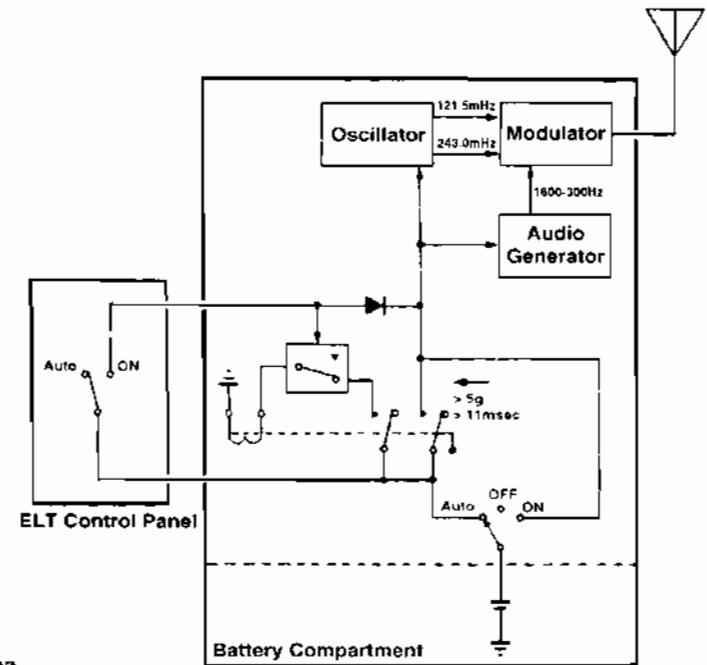 121.5mHz
Oscillator
Modulator
243.0mHz
1600-300Hz
Audio
Generator
Auto
ON
> 5g
> 11msec
ELT Control Panel
OFF
Auto
ON
Battery Compartment